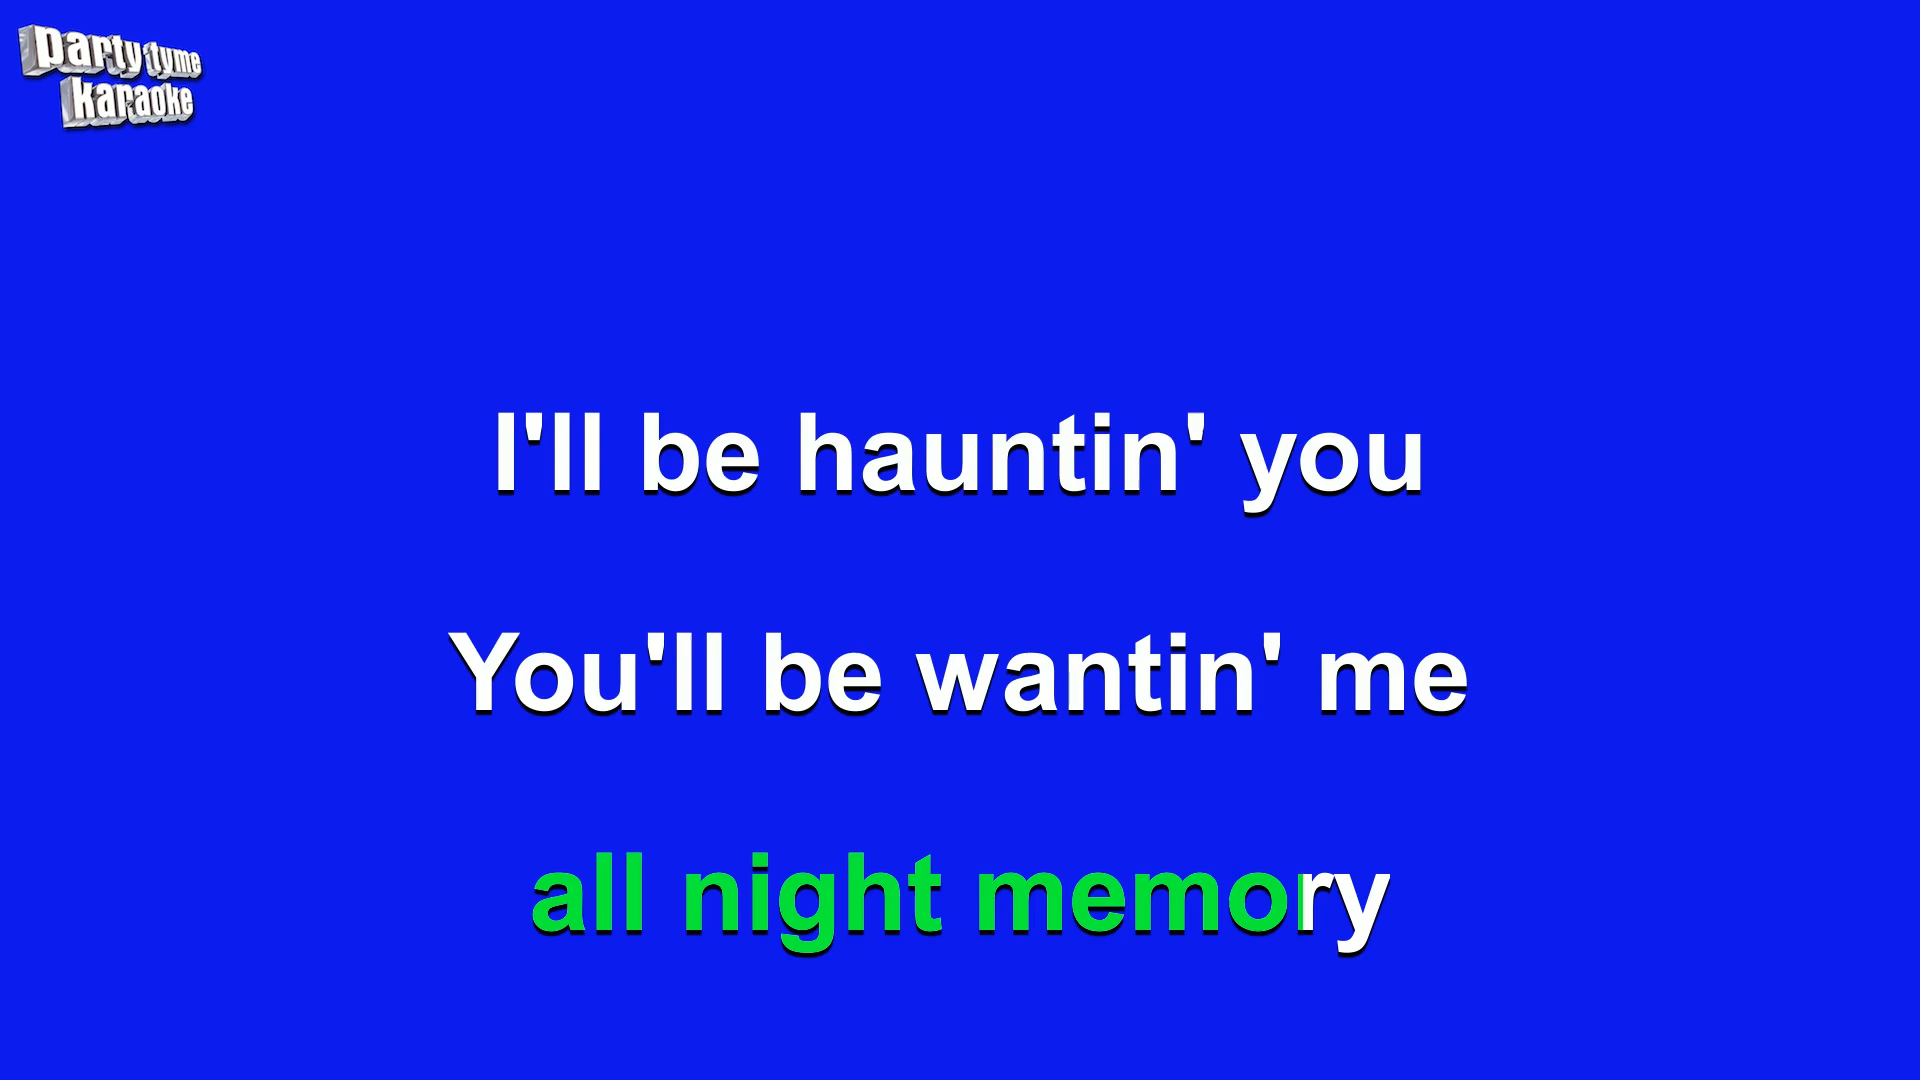 party tyme
karaoke
I'll be hauntin' you
You'll be wantin' me
all night memory